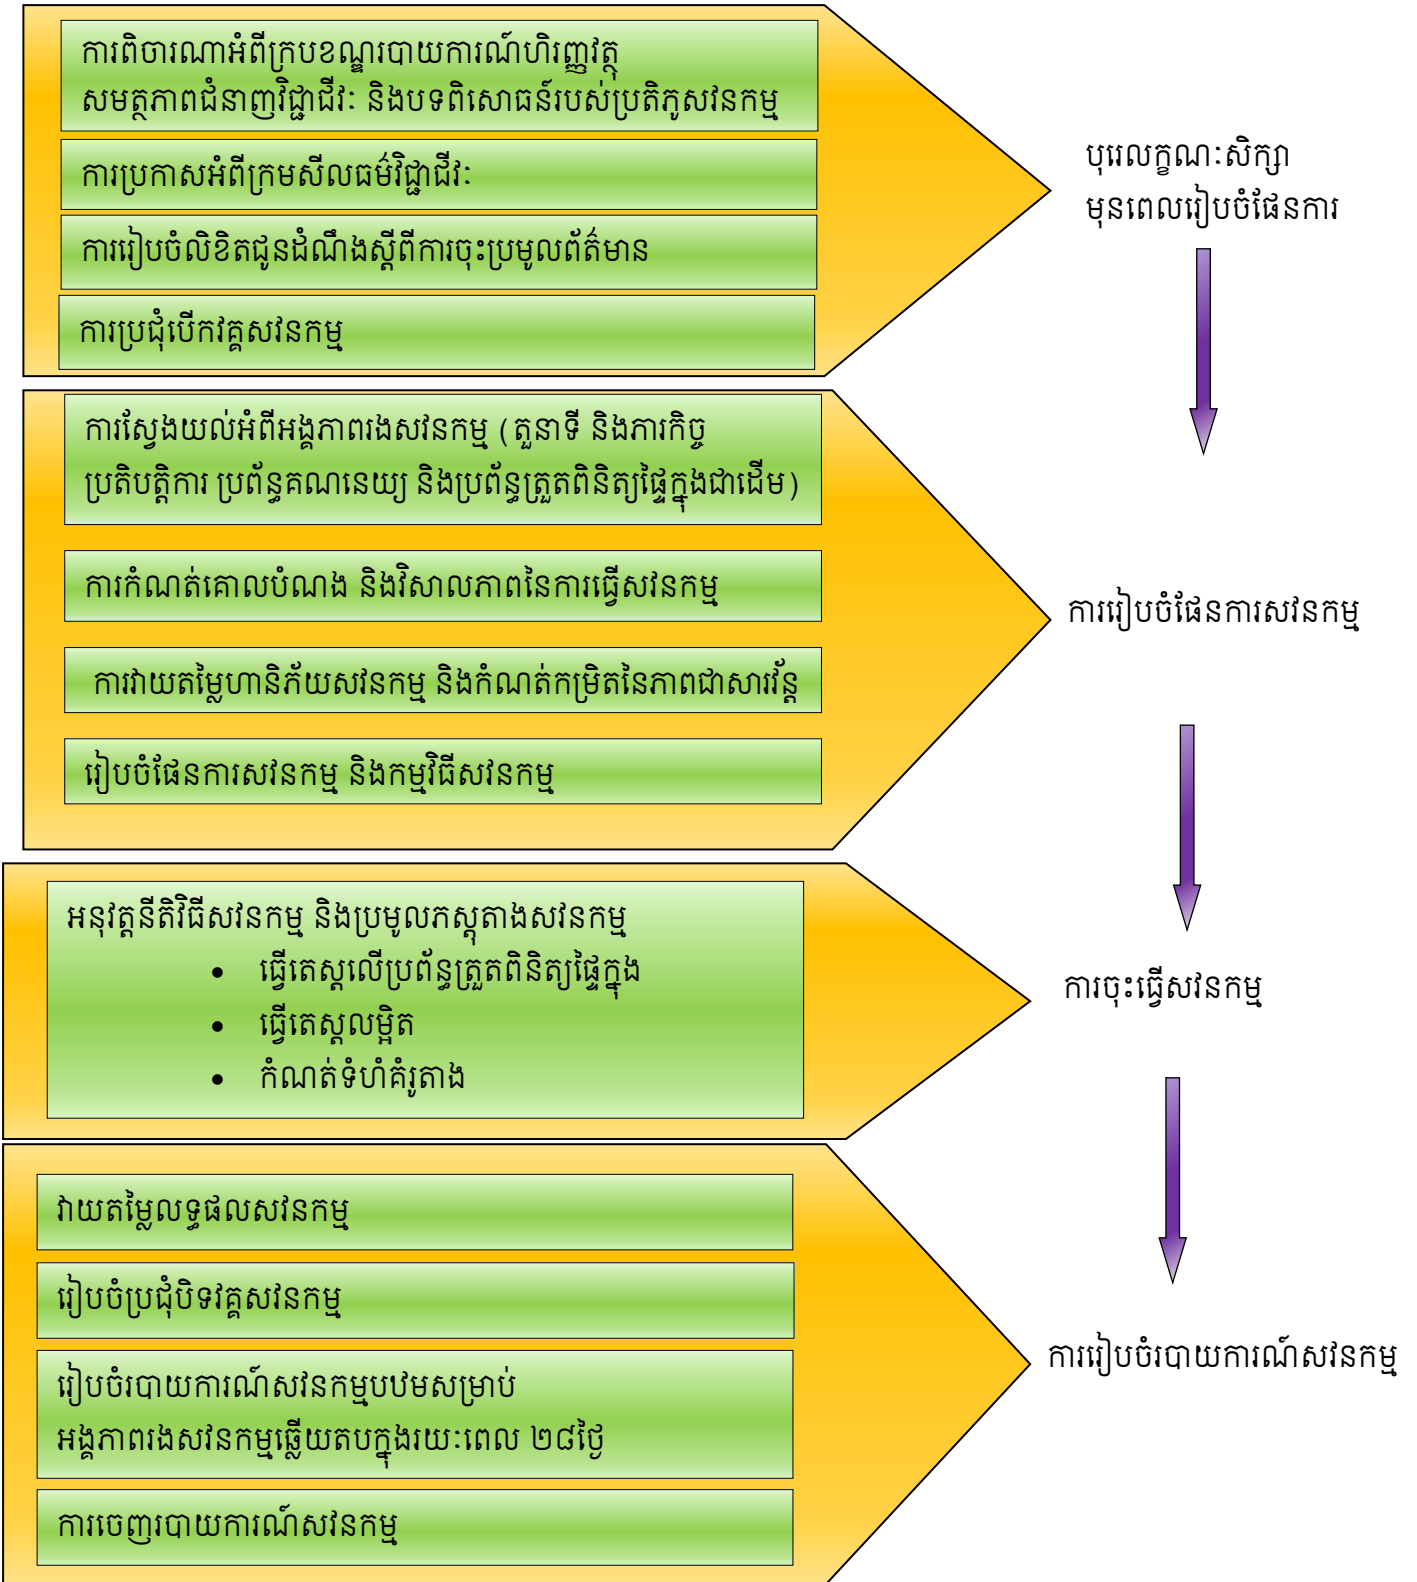 ការពិចារណាអំពីក្របខណ្ឌរបាយការណ៍ហិរញ្ញវត្ថុ
សមត្ថភាពជំនាញវិជ្ជាជីវៈ និងបទពិសោធន៍របស់ប្រតិភូសវនកម្ម
ការប្រកាសអំពីក្រមសីលធម៌វិជ្ជាជីវៈ
ការរៀបចំលិខិតជូនដំណឹងស្តីពីការចុះប្រមូលព័ត៌មាន
ការប្រជុំបើកវគ្គសវនកម្ម
បុរេលក្ខណៈសិក្សា
មុនពេលរៀបចំផែនការ
ការស្វែងយល់អំពីអង្គភាពរងសវនកម្ម (តួនាទី និងភារកិច្ច
ប្រតិបត្តិការ ប្រព័ន្ធគណនេយ្យ និងប្រព័ន្ធត្រួតពិនិត្យផ្ទៃក្នុងជាដើម)
ការកំណត់គោលបំណង និងវិសាលភាពនៃការធ្វើសវនកម្ម
ការវាយតម្លៃហានិភ័យសវនកម្ម និងកំណត់កម្រិតនៃភាពជាសារវ័ន្ត
រៀបចំផែនការសវនកម្ម និងកម្មវិធីសវនកម្ម
ការរៀបចំផែនការសវនកម្ម
អនុវត្តនីតិវិធីសវនកម្ម និងប្រមូលភស្តុតាងសវនកម្ម
• ធ្វើតេស្តលើប្រព័ន្ធត្រួតពិនិត្យផ្ទៃក្នុង
• ធ្វើតេស្តលម្អិត
• កំណត់ទំហំគំរូតាង
ការចុះធ្វើសវនកម្ម
វាយតម្លៃលទ្ធផលសវនកម្ម
រៀបចំប្រជុំបិទវគ្គសវនកម្ម
រៀបចំរបាយការណ៍សវនកម្មបឋមសម្រាប់
អង្គភាពរងសវនកម្មឆ្លើយតបក្នុងរយៈពេល ២៨ថ្ងៃ
ការចេញរបាយការណ៍សវនកម្ម
ការរៀបចំរបាយការណ៍សវនកម្ម